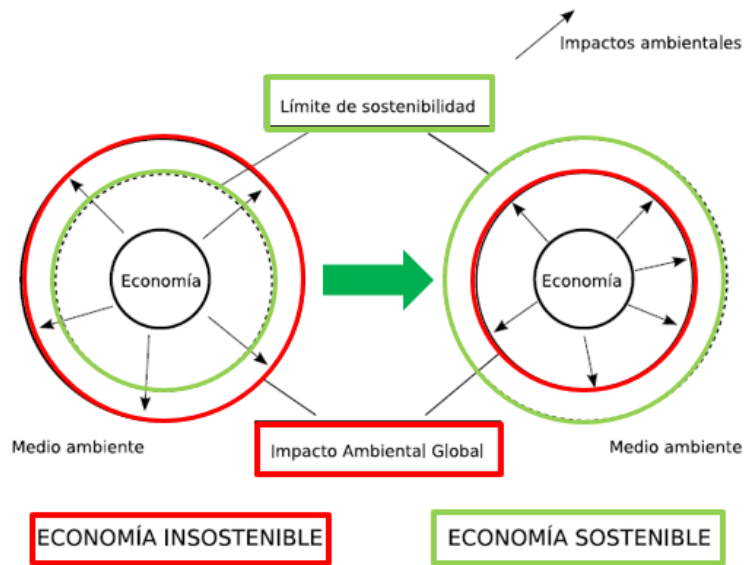 Impactos ambientales
Límite de sostenibilidad
Economía
Economía
Medio ambiente
Impacto Ambiental Global
Medio ambiente
ECONOMÍA INSOSTENIBLE
ECONOMÍA SOSTENIBLE